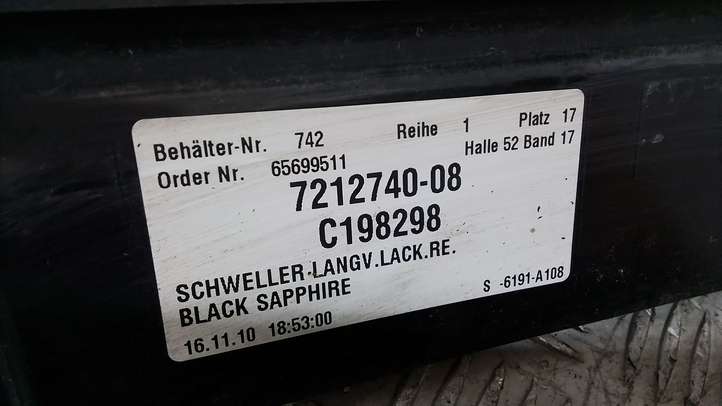 Behälter-Nr. 742 Reihe 1 Platz 17
Order Nr. 65699511 Halle 52 Band 17
7212740-08
C198298
SCHWELLER-LANGV.LACK.RE.
BLACK SAPPHIRE S -6191-A108
16.11.10 18:53:00